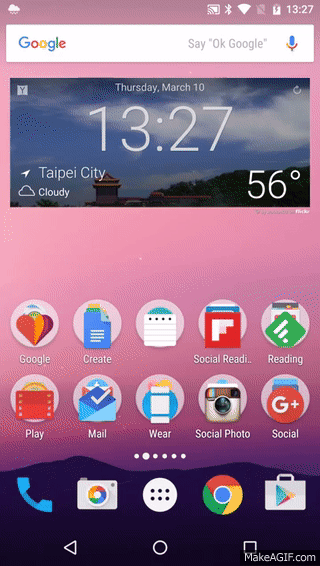 13:27
Google
Say "Ok Google"
Y
Thursday, March 10
13:27
Taipei City
Cloudy
56°
Google
Create
Social Readi..
Reading
G+
Play
Mail
Wear
Social Photo
Social
MakeAGIF.com